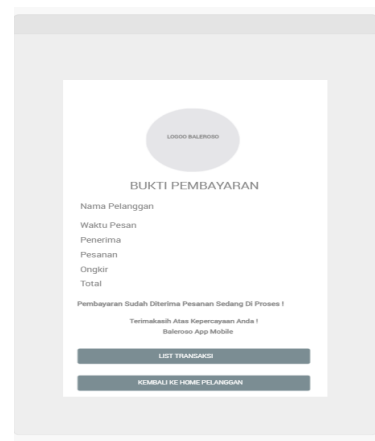 LOGOO BALEROSO
BUKTI PEMBAYARAN
Nama Pelanggan
Waktu Pesan
Penerima
Pesanan
Ongkir
Total
Pembayaran Sudah Diterima Pesanan Sedang Di Proses !
Terimakasih Atas Kepercayaan Anda !
Baleroso App Mobile
LIST TRANSAKSI
KEMBALI KE HOME PELANGGAN